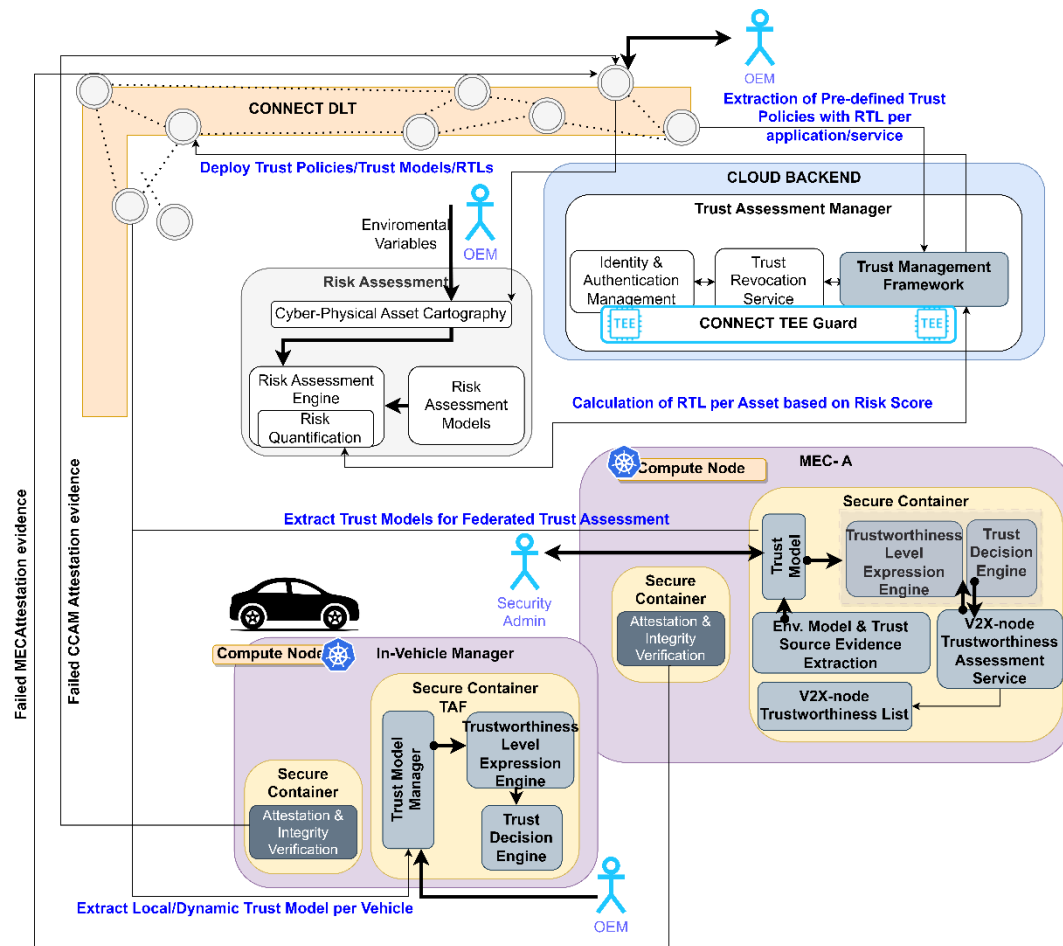 OEM
CONNECT DLT
Extraction of Pre-defined Trust
Policies with RTL per
application/service
Deploy Trust Policies/Trust Models/RTLs
CLOUD BACKEND
Trust Assessment Manager
Enviromental
Variables
OEM
Identity &
Authentication
Management
Trust
Revocation
Service
Trust Management
Framework
Risk Assessment
Cyber-Physical Asset Cartography
TEE
CONNECT TEE Guard
TEE
Risk Assessment
Engine
Risk
Quantification
Risk
Assessment
Models
Calculation of RTL per Asset based on Risk Score
Compute Node
MEC- A
Failed MECAttestation evidence
Failed CCAM Attestation evidence
Extract Trust Models for Federated Trust Assessment
Secure Container
Trust
Model
Trustworthiness
Level
Expression
Engine
Trust
Decision
Engine
Security
Admin
Secure
Container
Attestation &
Integrity
Verification
Env. Model & Trust
Source Evidence
Extraction
V2X-node
Trustworthiness
Assessment
Service
V2X-node
Trustworthiness List
Compute Node
In-Vehicle Manager
Secure Container
TAF
Trust Model
Manager
Trustworthiness
Level
Expression
Engine
Trust
Decision
Engine
Secure
Container
Attestation &
Integrity
Verification
Extract Local/Dynamic Trust Model per Vehicle
OEM